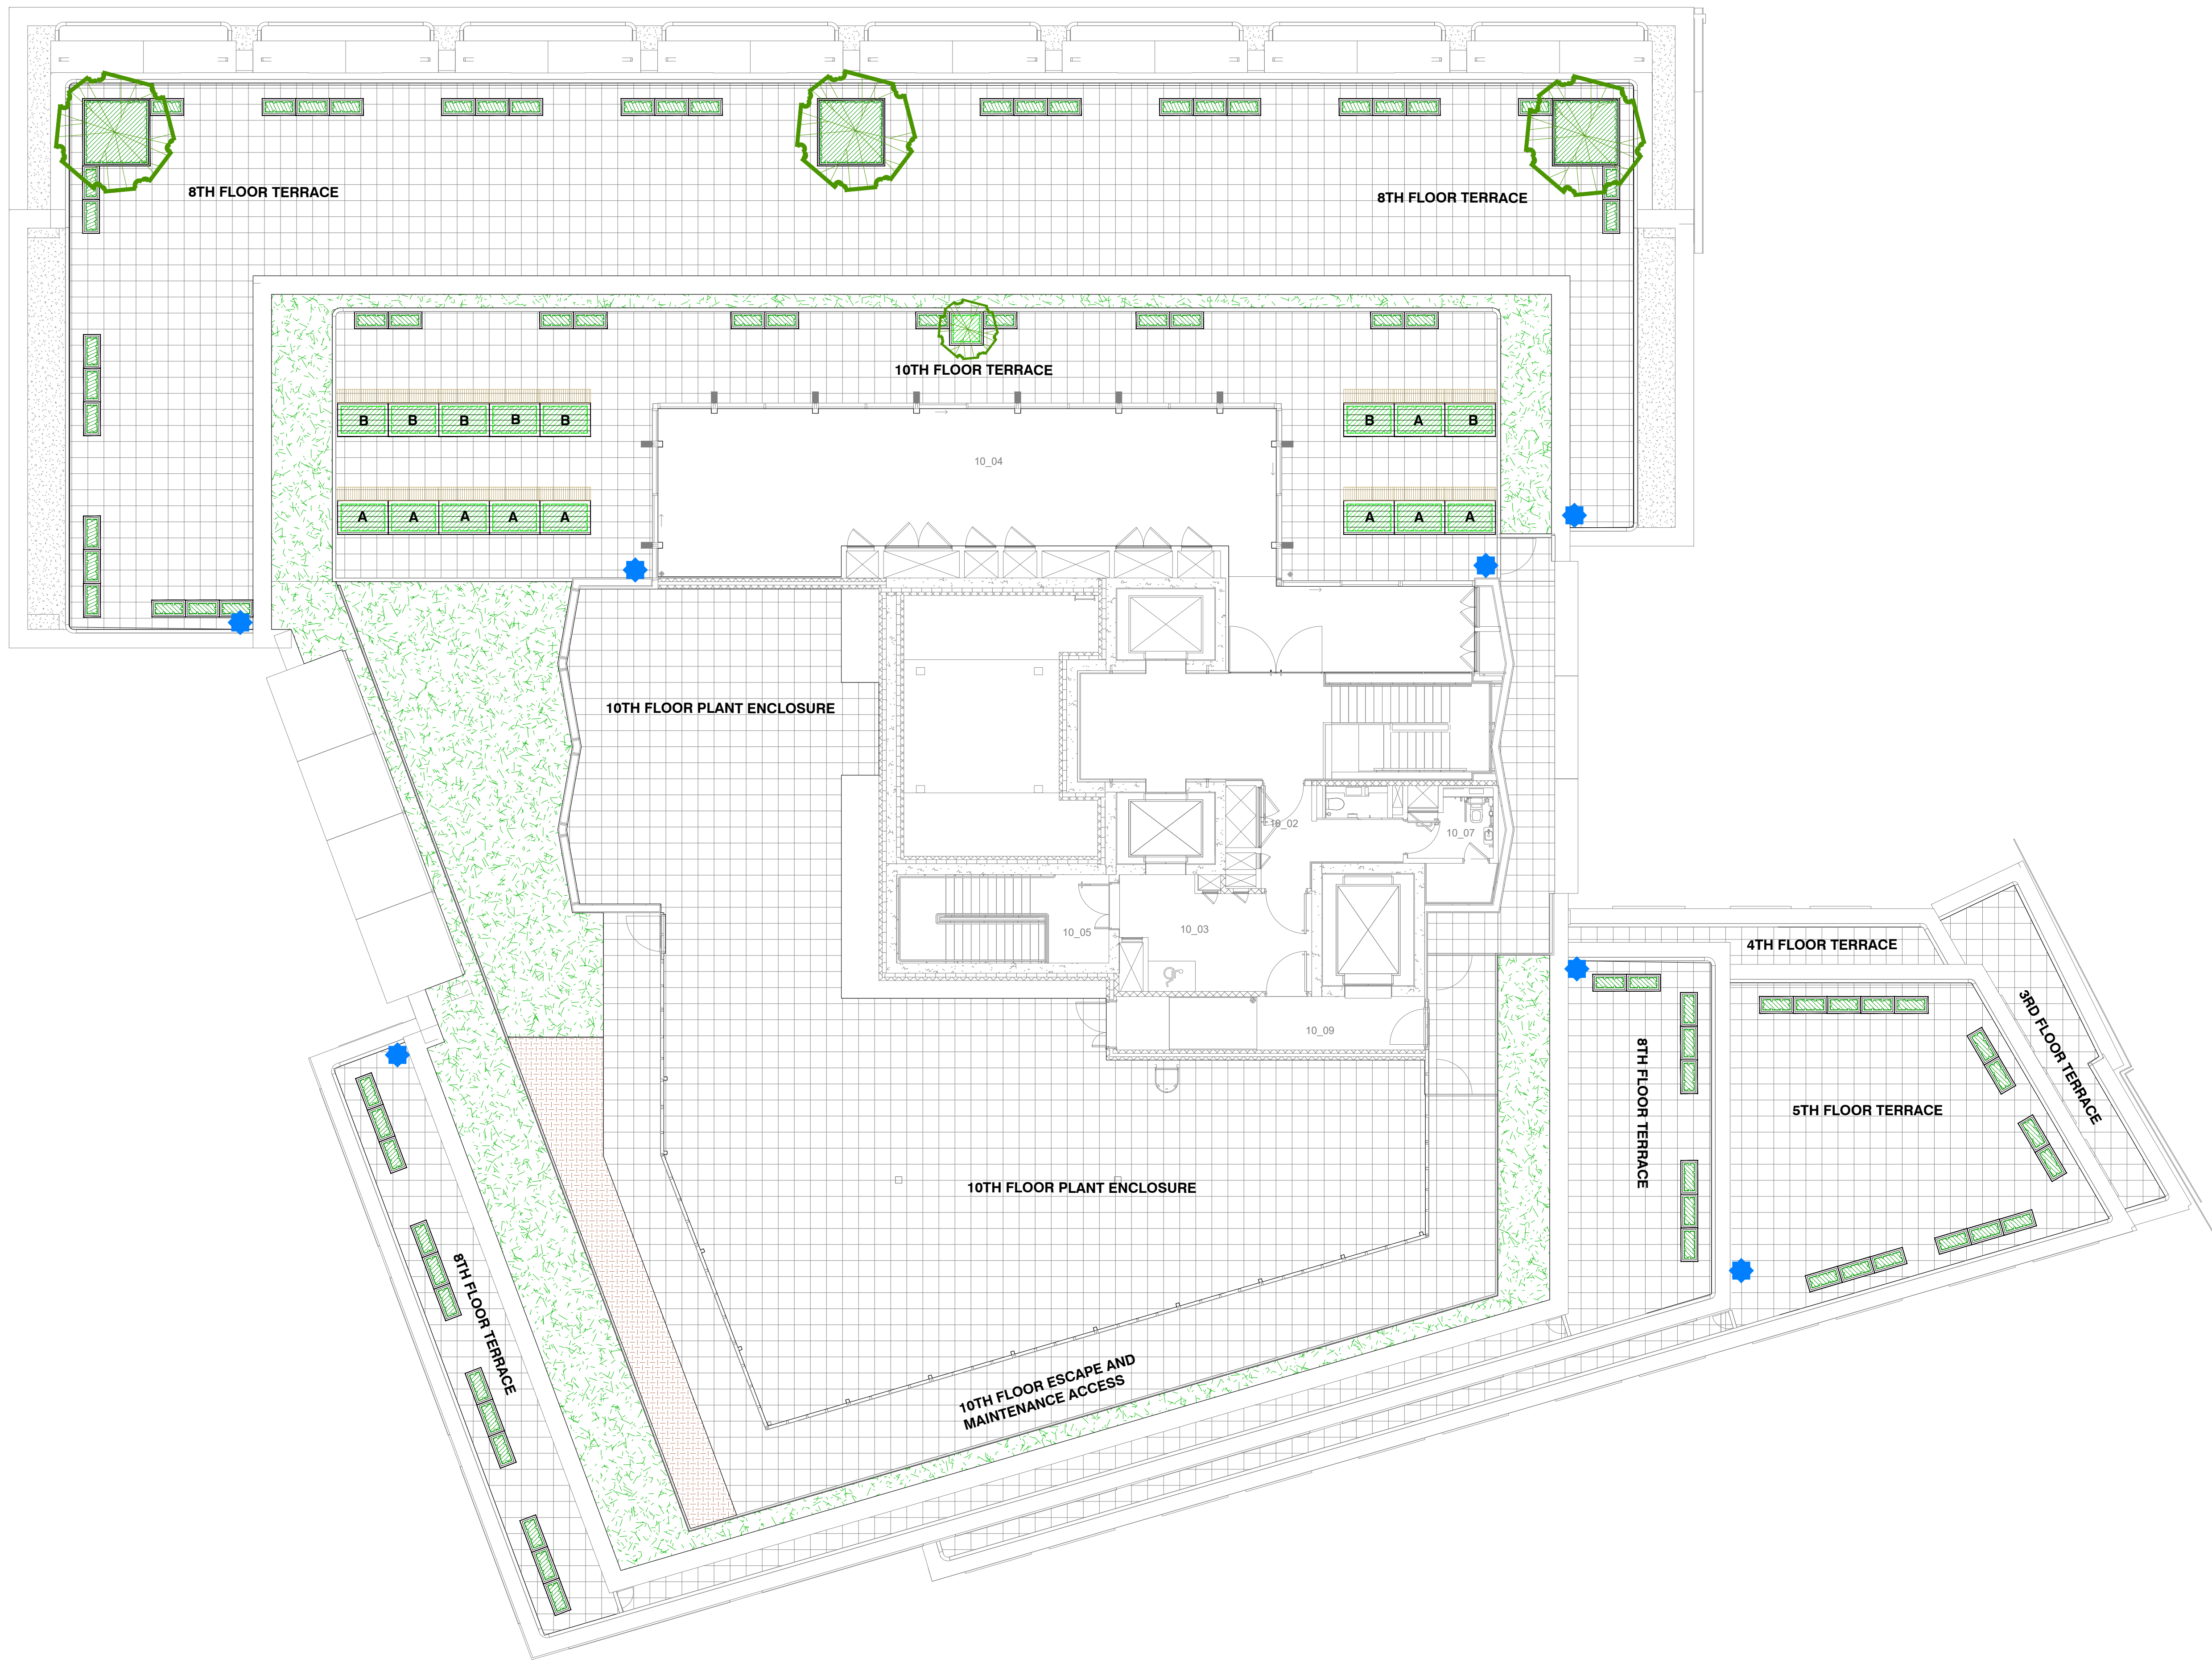 8TH FLOOR TERRACE
8TH FLOOR TERRACE
10TH FLOOR TERRACE
B B B B B
B A B
10_04
A A A A A
A A A
10TH FLOOR PLANT ENCLOSURE
10_02
10_07
10_05
10_03
10_09
4TH FLOOR TERRACE
3RD FLOOR TERRACE
8TH FLOOR TERRACE
5TH FLOOR TERRACE
10TH FLOOR PLANT ENCLOSURE
8TH FLOOR TERRACE
10TH FLOOR ESCAPE AND
MAINTENANCE ACCESS